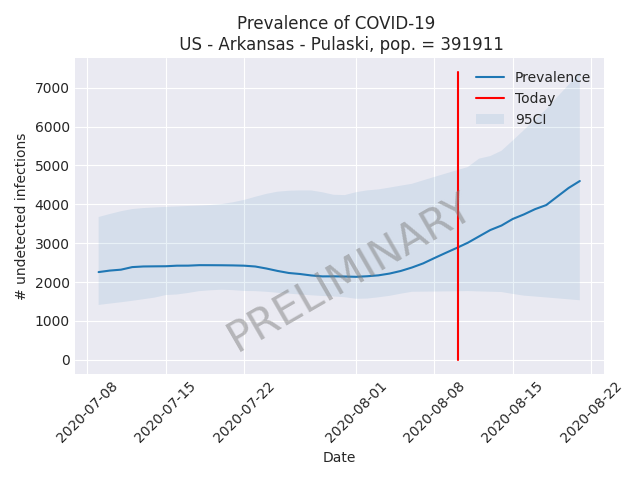 Prevalence of COVID-19
US - Arkansas - Pulaski, pop. = 391911
Prevalence
Today
95CI
7000
6000
5000
4000
3000
2000
1000
0
# undetected infections
PRELIMINARY
2020-07-08
2020-07-15
2020-07-22
2020-08-01
2020-08-08
2020-08-15
2020-08-22
Date